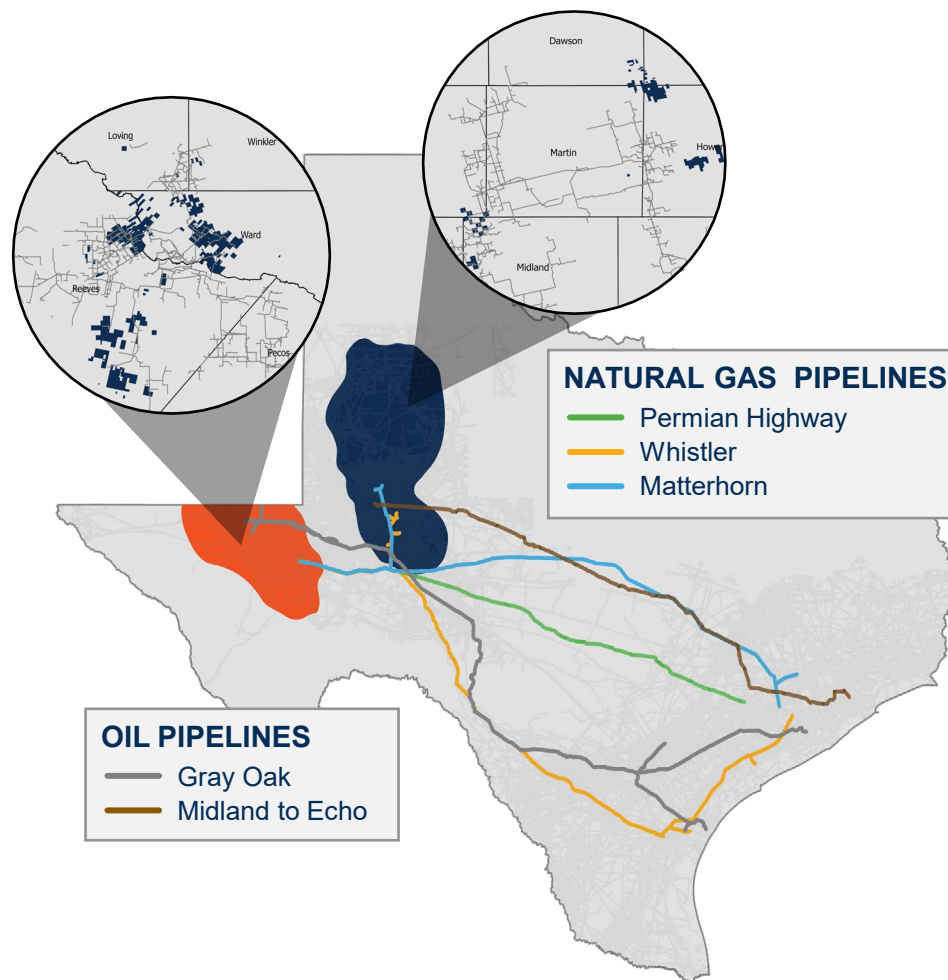 Dawson
Martin
Howard
Midland
Loving
Winkler
Ward
Reeves
Pecos
NATURAL GAS PIPELINES
Permian Highway
Whistler
Matterhorn
OIL PIPELINES
Gray Oak
Midland to Echo